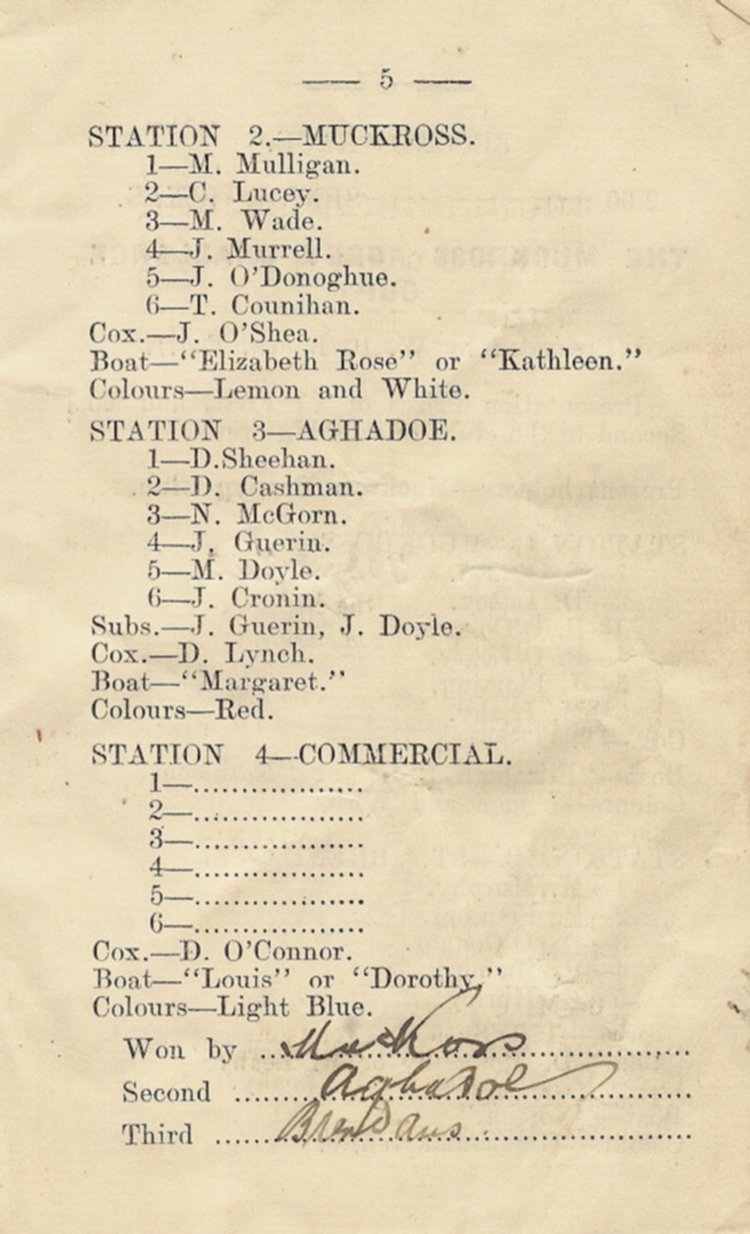 — 5 —
STATION 2.—MUCKROSS.
1—M. Mulligan.
2—C. Lucey.
3—M. Wade.
4—J. Murrell.
5—J. O'Donoghue.
6—T. Counihan.
Cox.—J. O'Shea.
Boat—“Elizabeth Rose” or “Kathleen.”
Colours—Lemon and White.
STATION 3—AGHADOE.
1—D.Sheehan.
2—D. Cashman.
3—N. McGorn.
4—J. Guerin.
5—M. Doyle.
6—J. Cronin.
Subs.—J. Guerin, J. Doyle.
Cox.—D. Lynch.
Boat—“Margaret.”
Colours—Red.
STATION 4—COMMERCIAL.
1—..................
2—..................
3—..................
4—..................
5—..................
6—..................
Cox.—D. O'Connor.
Boat—“Louis” or “Dorothy,”
Colours—Light Blue.
Won by Muckross
Second Aghadoe
Third Brendans